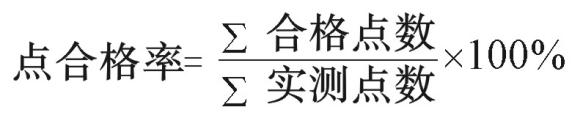 点合格率= ∑ 合格点数 / ∑ 实测点数 ×100%